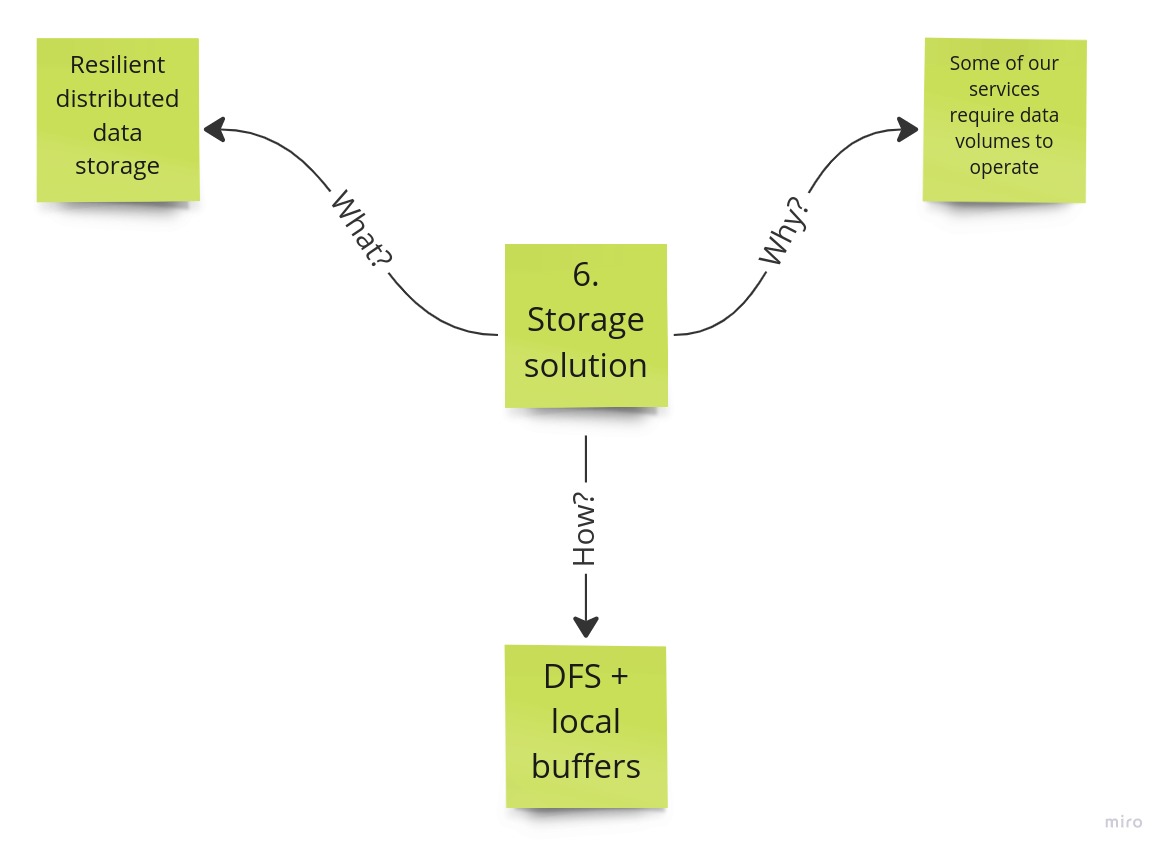 Resilient
distributed
data
storage
Some of our
services
require data
volumes to
operate
What?
Why?
6.
Storage
solution
How?
DFS +
local
buffers
miro